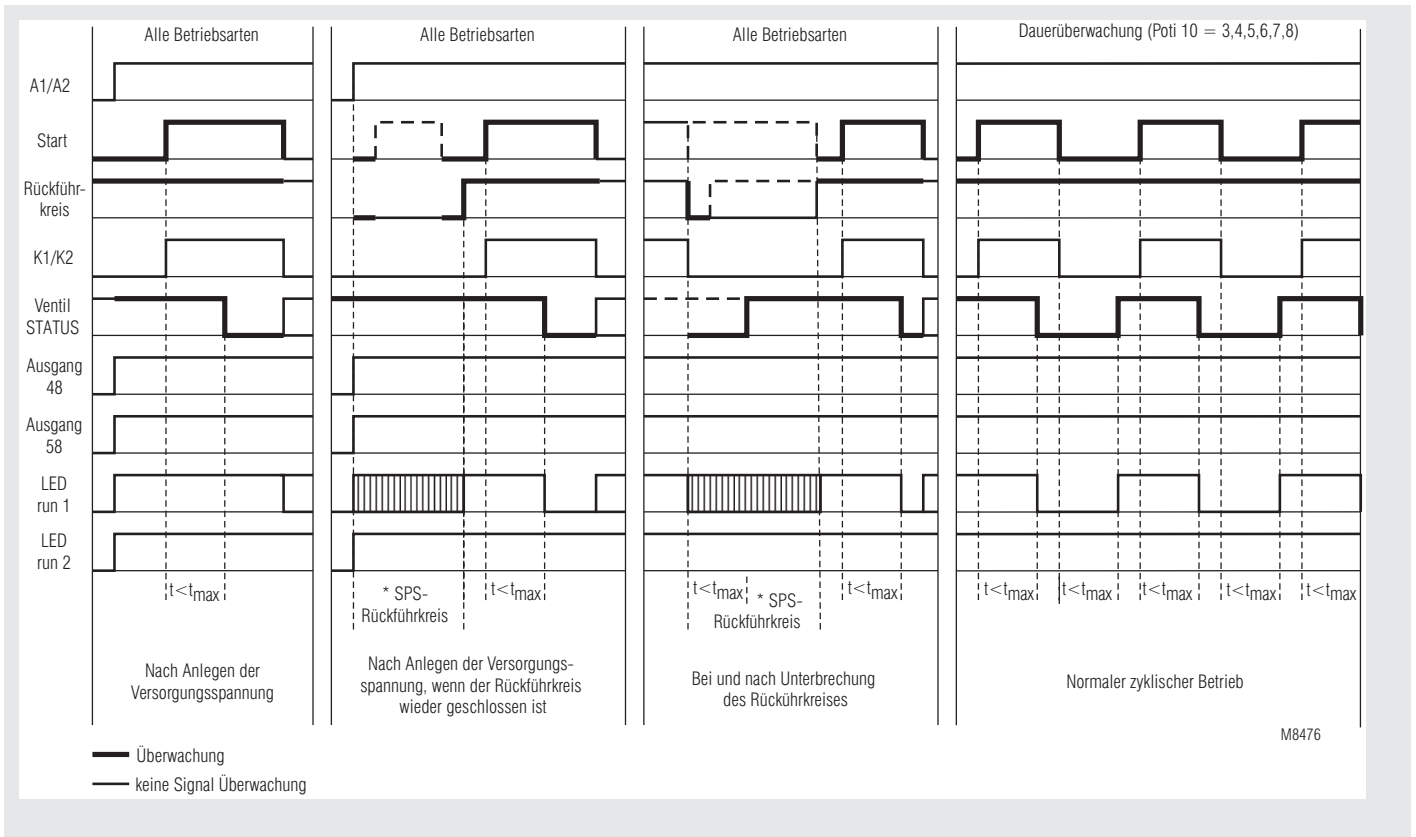 Alle Betriebsarten
Alle Betriebsarten
Alle Betriebsarten
Dauerüberwachung (Poti 10 = 3,4,5,6,7,8)
A1/A2
Start
Rückführ-
kreis
K1/K2
Ventil
STATUS
Ausgang
48
Ausgang
58
LED
run 1
LED
run 2
t<tmax
* SPS-
Rückführkreis
t<tmax
t<tmax
* SPS-
Rückführkreis
t<tmax
t<tmax
t<tmax
t<tmax
t<tmax
t<tmax
Nach Anlegen der
Versorgungsspannung
Nach Anlegen der Versorgungs-
spannung, wenn der Rückführkreis
wieder geschlossen ist
Bei und nach Unterbrechung
des Rückührkreises
Normaler zyklischer Betrieb
M8476
Überwachung
keine Signal Überwachung